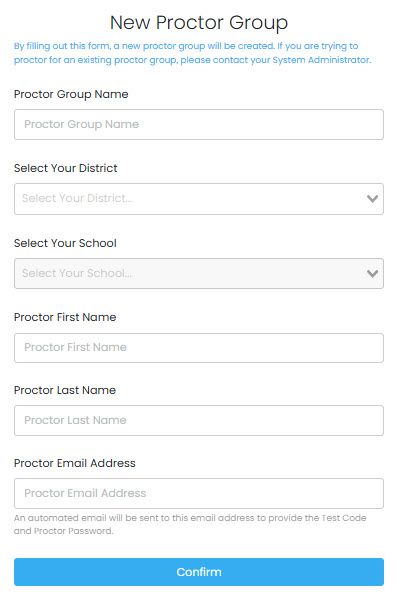 New Proctor Group
By filling out this form, a new proctor group will be created. If you are trying to
proctor for an existing proctor group, please contact your System Administrator.
Proctor Group Name
Proctor Group Name
Select Your District
Select Your District...
Select Your School
Select Your School...
Proctor First Name
Proctor First Name
Proctor Last Name
Proctor Last Name
Proctor Email Address
Proctor Email Address
An automated email will be sent to this email address to provide the Test Code
and Proctor Password.
Confirm